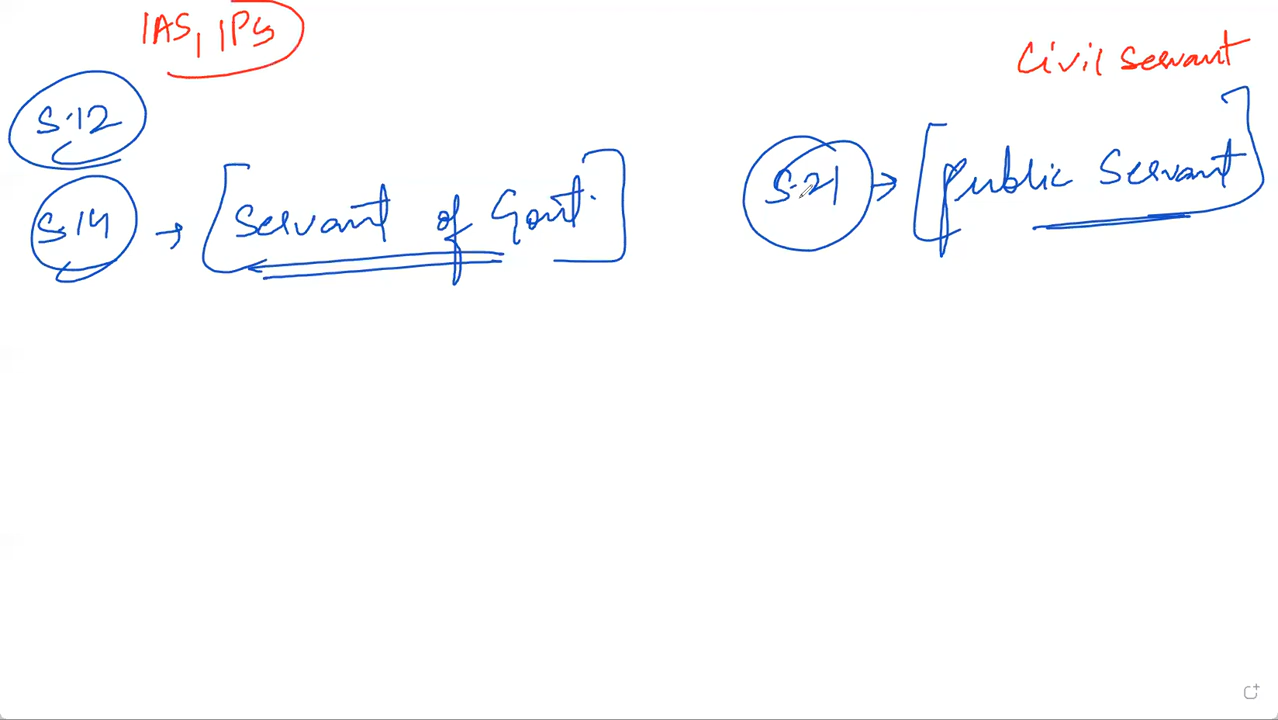 IAS, IPS
Civil Servant
S.12
S.14 → [Servant of Govt.]
S.21 → [Public Servant]